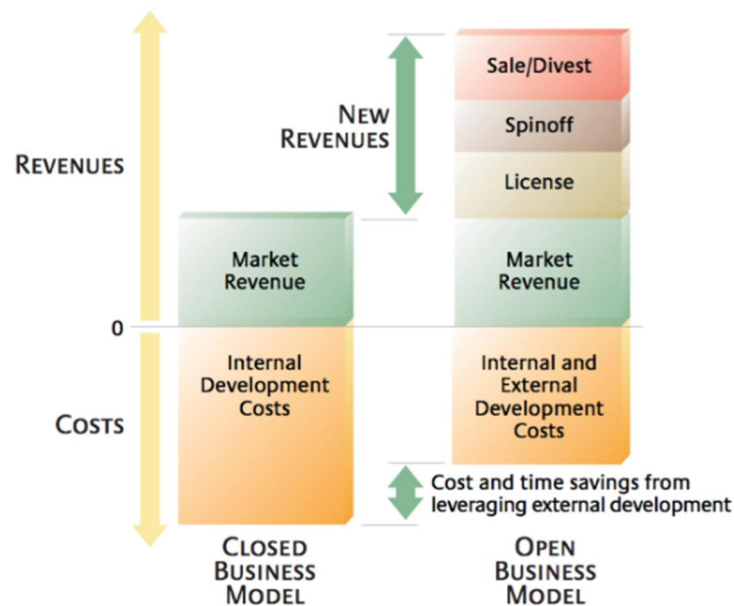 REVENUES
0
COSTS
NEW
REVENUES
Market
Revenue
Internal
Development
Costs
CLOSED
BUSINESS
MODEL
Sale/Divest
Spinoff
License
Market
Revenue
Internal and
External
Development
Costs
Cost and time savings from
leveraging external development
OPEN
BUSINESS
MODEL